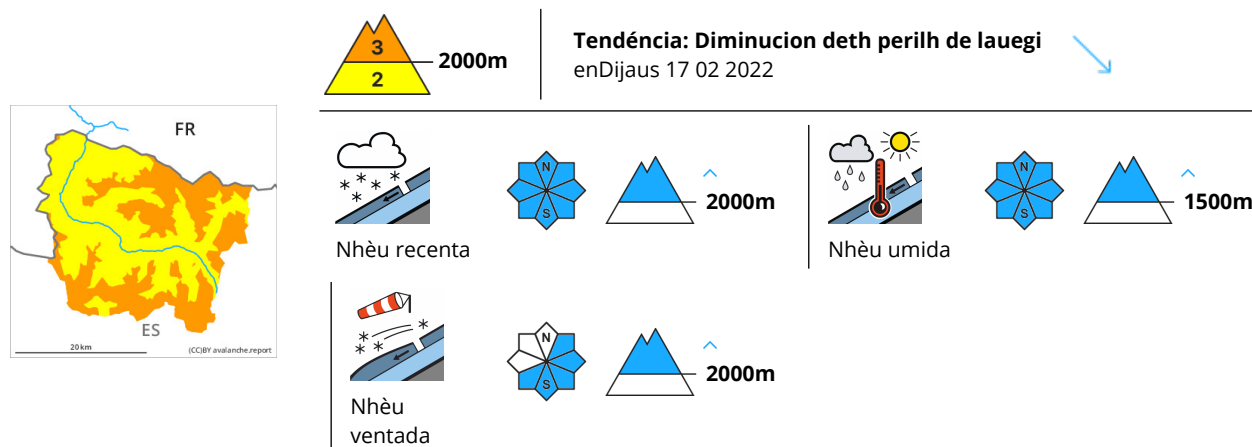 3
2
2000m
Tendéncia: Diminucion deth perilh de lauegi
enDijaus 17 02 2022
FR
ES
20 km
(CC)BY avalanche.report
N
S
2000m
Nhèu recenta
N
S
1500m
Nhèu umida
N
S
2000m
Nhèu
ventada